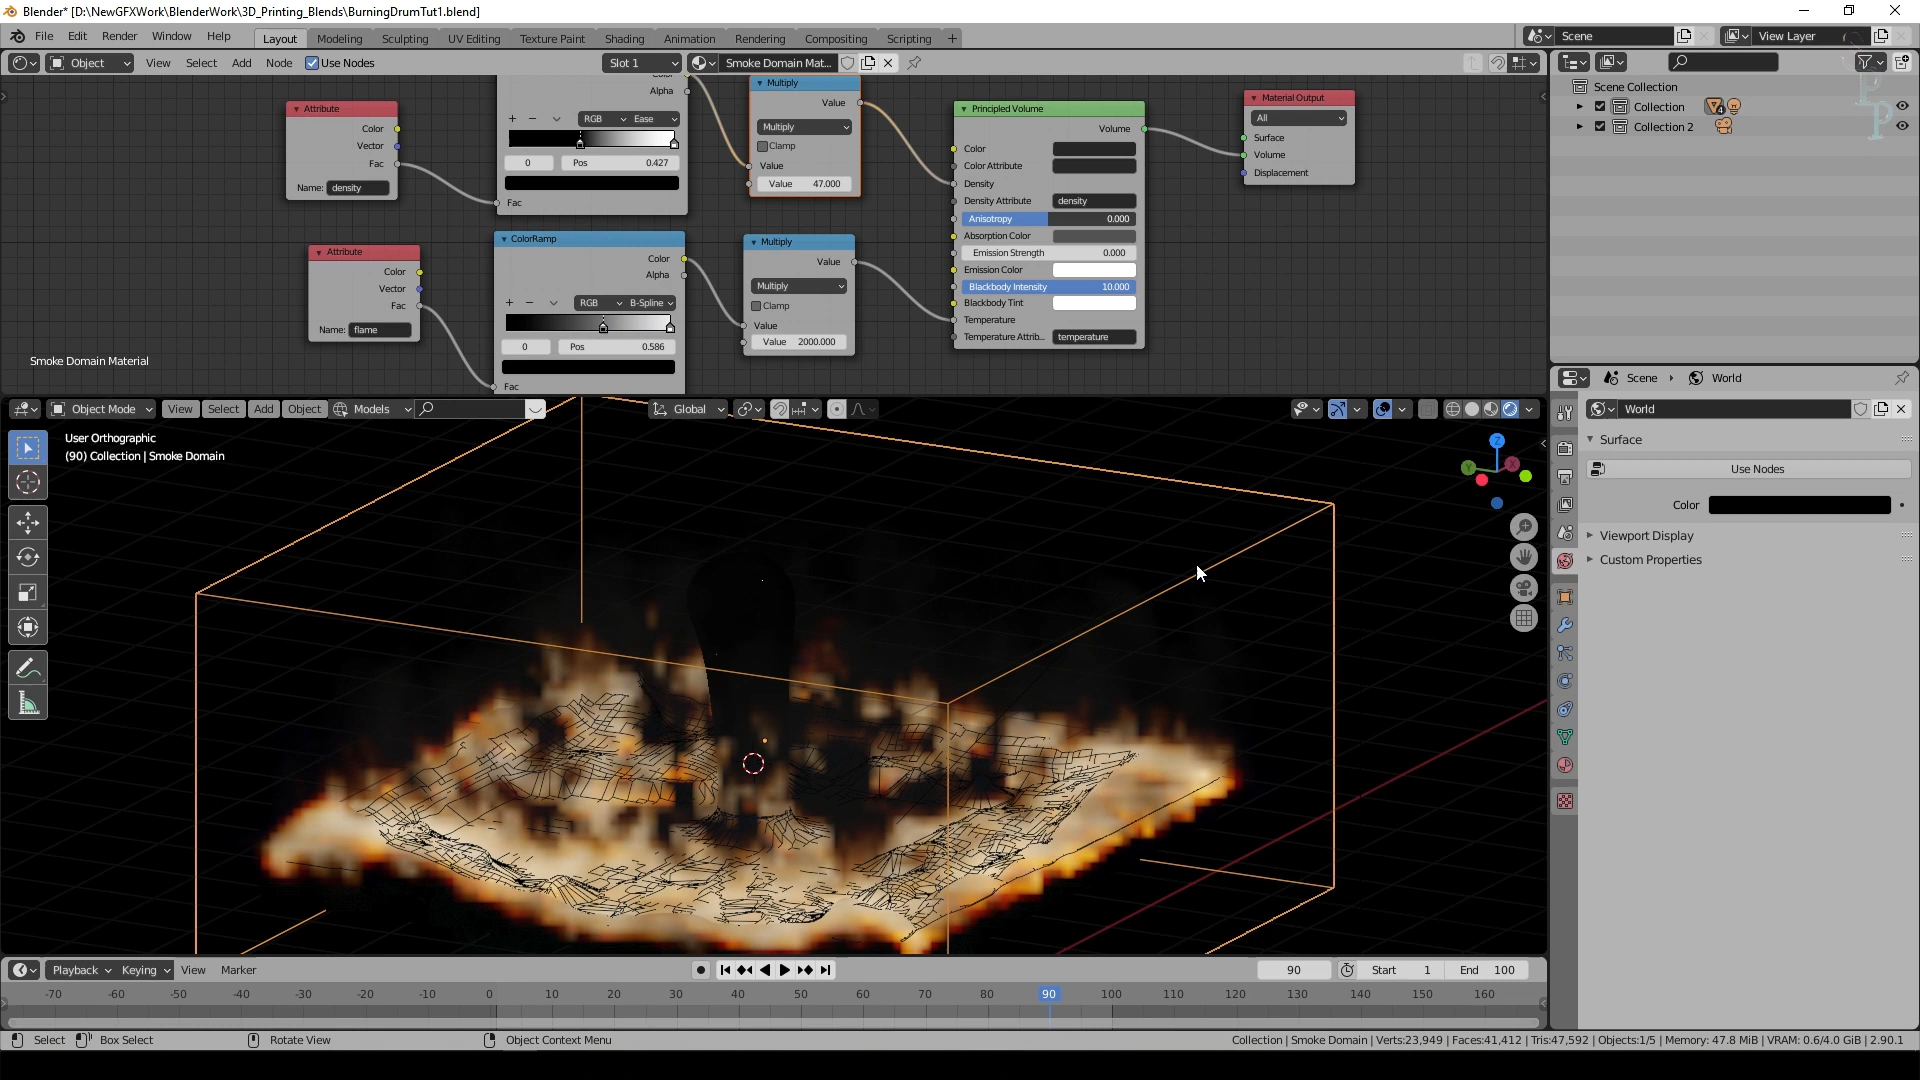 Blender* [D:\NewGFXWork\BlenderWork\3D_Printing_Blends\BurningDrumTut1.blend]
File Edit Render Window Help Layout Modeling Sculpting UV Editing Texture Paint Shading Animation Rendering Compositing Scripting + Scene View Layer
Object View Select Add Node Use Nodes Slot 1 Smoke Domain Mat...
Scene Collection
Collection
Collection 2
Attribute
Color
Vector
Fac
Name: density
Alpha
RGB Ease
0 Pos 0.427
Fac
Multiply
Value
Multiply
Clamp
Value
Value 47.000
Principled Volume
Volume
Color
Color Attribute
Density
Density Attribute density
Anisotropy 0.000
Absorption Color
Emission Strength 0.000
Emission Color
Blackbody Intensity 10.000
Blackbody Tint
Temperature
Temperature Attrib... temperature
Material Output
All
Surface
Volume
Displacement
Attribute
Color
Vector
Fac
Name: flame
ColorRamp
Color
Alpha
RGB B-Spline
0 Pos 0.586
Fac
Multiply
Value
Multiply
Clamp
Value
Value 2000.000
Smoke Domain Material
Scene World
World
Surface
Use Nodes
Color
Viewport Display
Custom Properties
Object Mode View Select Add Object Models Global
User Orthographic
(90) Collection | Smoke Domain
Z
Y
X
Playback Keying View Marker 90 Start 1 End 100
-70 -60 -50 -40 -30 -20 -10 0 10 20 30 40 50 60 70 80 90 100 110 120 130 140 150 160
Select Box Select Rotate View Object Context Menu Collection | Smoke Domain | Verts:23,949 | Faces:41,412 | Tris:47,592 | Objects:1/5 | Memory: 47.8 MiB | VRAM: 0.6/4.0 GiB | 2.90.1